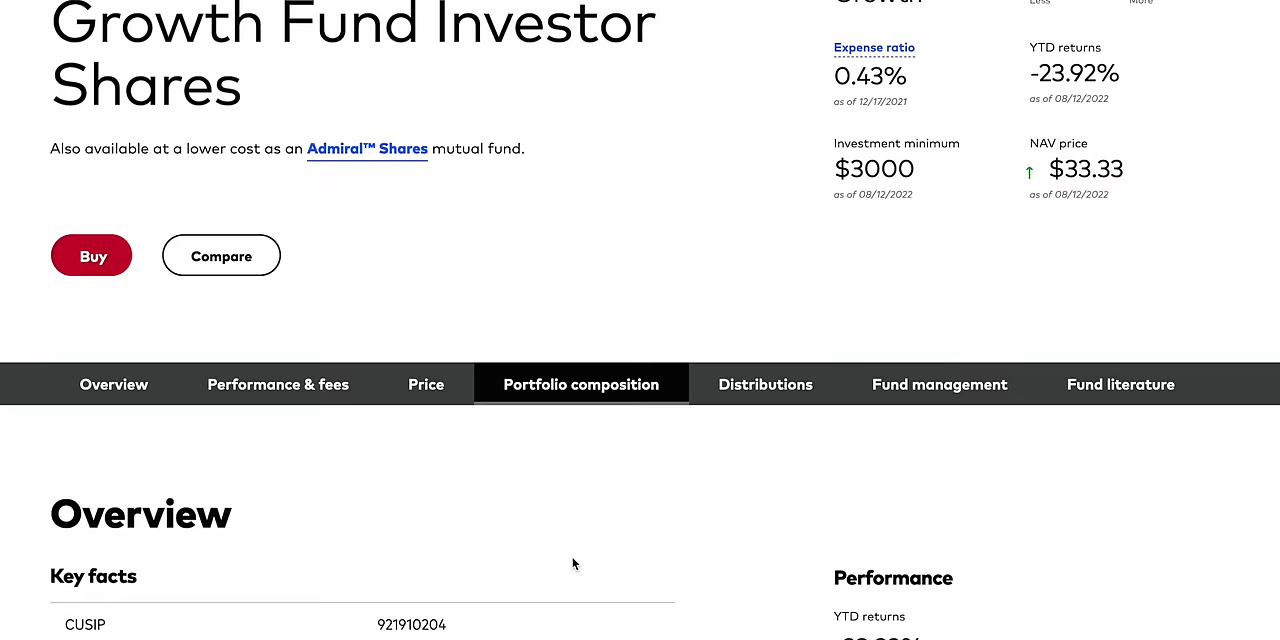 Growth Fund Investor
Shares
Also available at a lower cost as an Admiral™ Shares mutual fund.
Buy
Compare
Growth
Less
More
Expense ratio
0.43%
as of 12/17/2021
YTD returns
-23.92%
as of 08/12/2022
Investment minimum
$3000
as of 08/12/2022
NAV price
↑ $33.33
as of 08/12/2022
Overview
Performance & fees
Price
Portfolio composition
Distributions
Fund management
Fund literature
Overview
Key facts
CUSIP
921910204
Performance
YTD returns